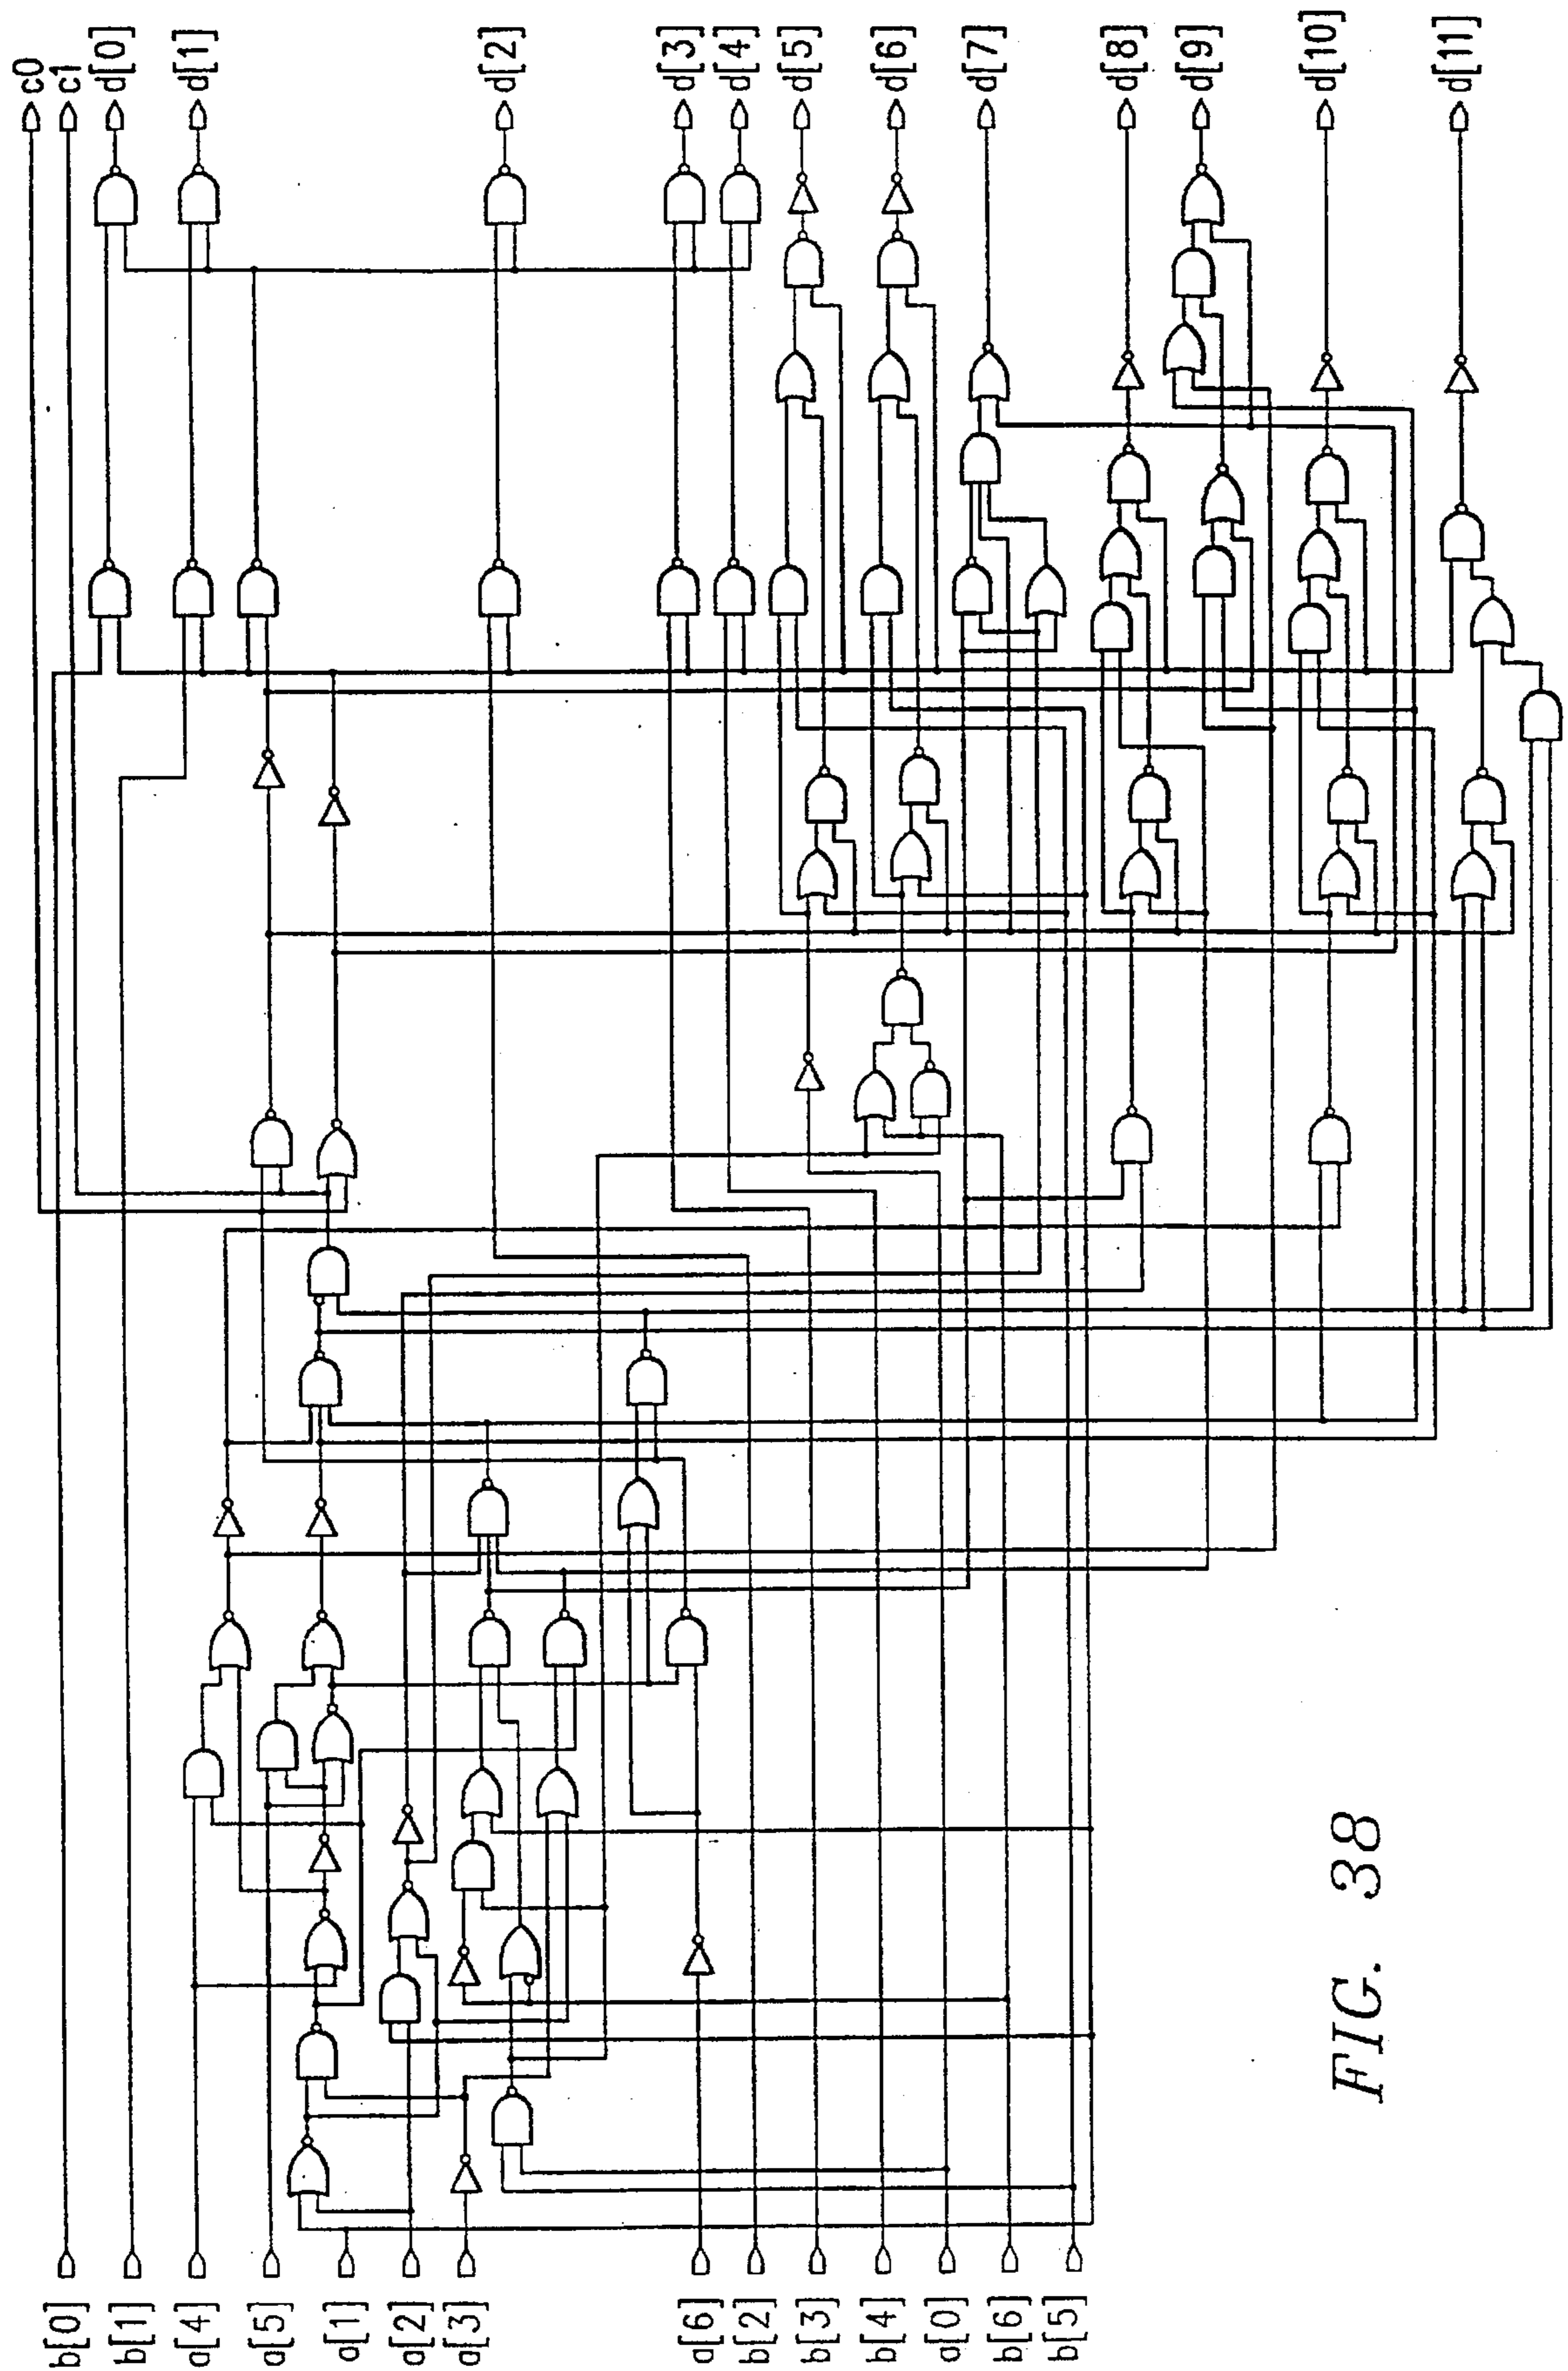 c0
c1
d[0]
d[1]
d[2]
d[3]
d[4]
d[5]
d[6]
d[7]
d[8]
d[9]
d[10]
d[11]
b[0]
b[1]
a[4]
a[5]
a[1]
a[2]
a[3]
a[6]
b[2]
b[3]
b[4]
a[0]
b[6]
b[5]
FIG. 38